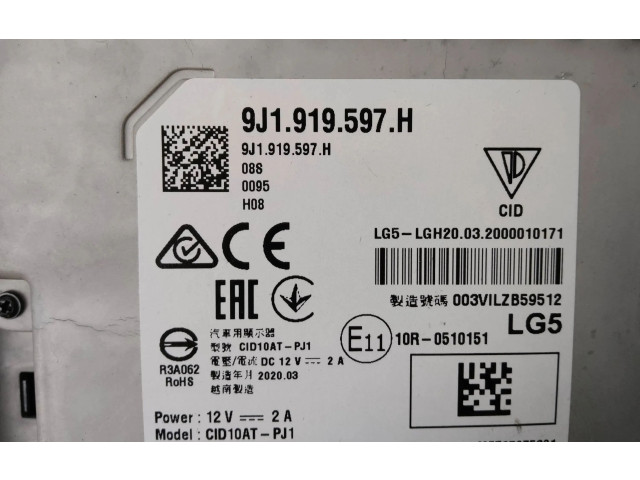 9J1.919.597.H
9J1.919.597.H
08S
0095
H08
CID
LG5-LGH20.03.2000010171
CE
EAC
製造號碼 003VILZB59512
LG5
E11 10R-0510151
R3A062
RoHS
汽車用顯示器
型號 CID10AT-PJ1
電壓/電流 DC 12 V ⎓ 2 A
製造年月 2020.03
越南製造
Power : 12 V ⎓ 2 A
Model : CID10AT-PJ1